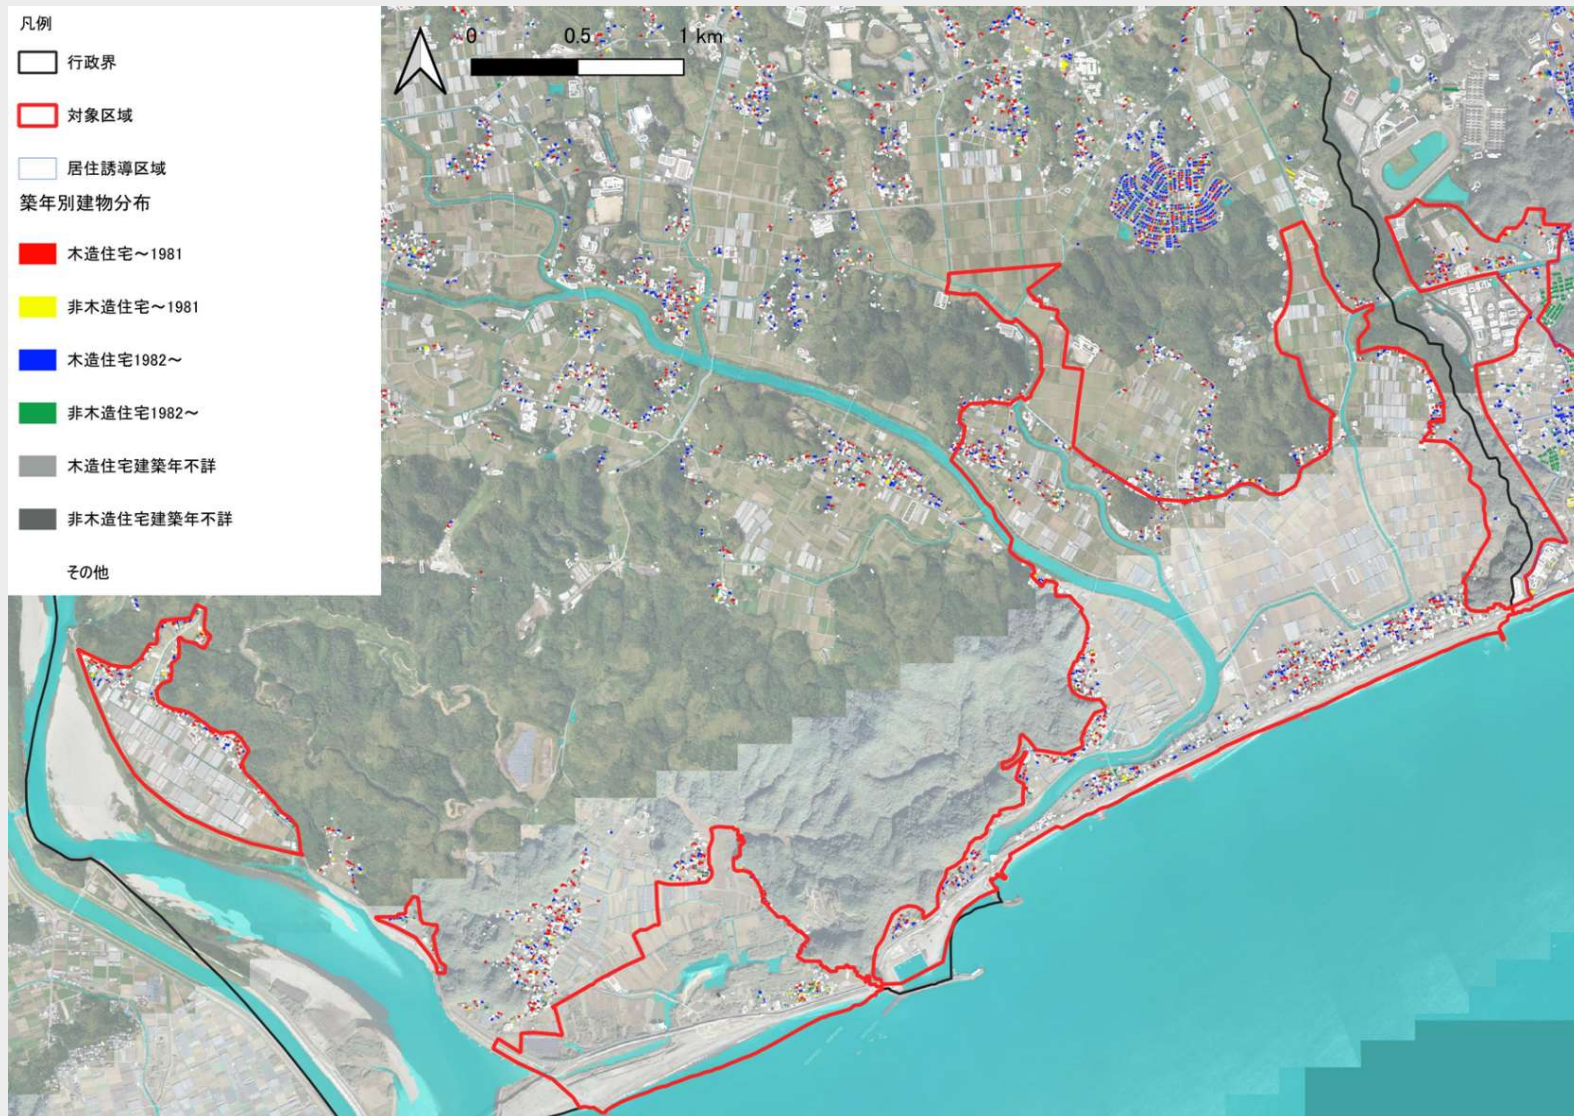 凡例
行政界
対象区域
居住誘導区域
築年別建物分布
木造住宅～1981
非木造住宅～1981
木造住宅1982～
非木造住宅1982～
木造住宅建築年不詳
非木造住宅建築年不詳
その他
0 0.5 1 km